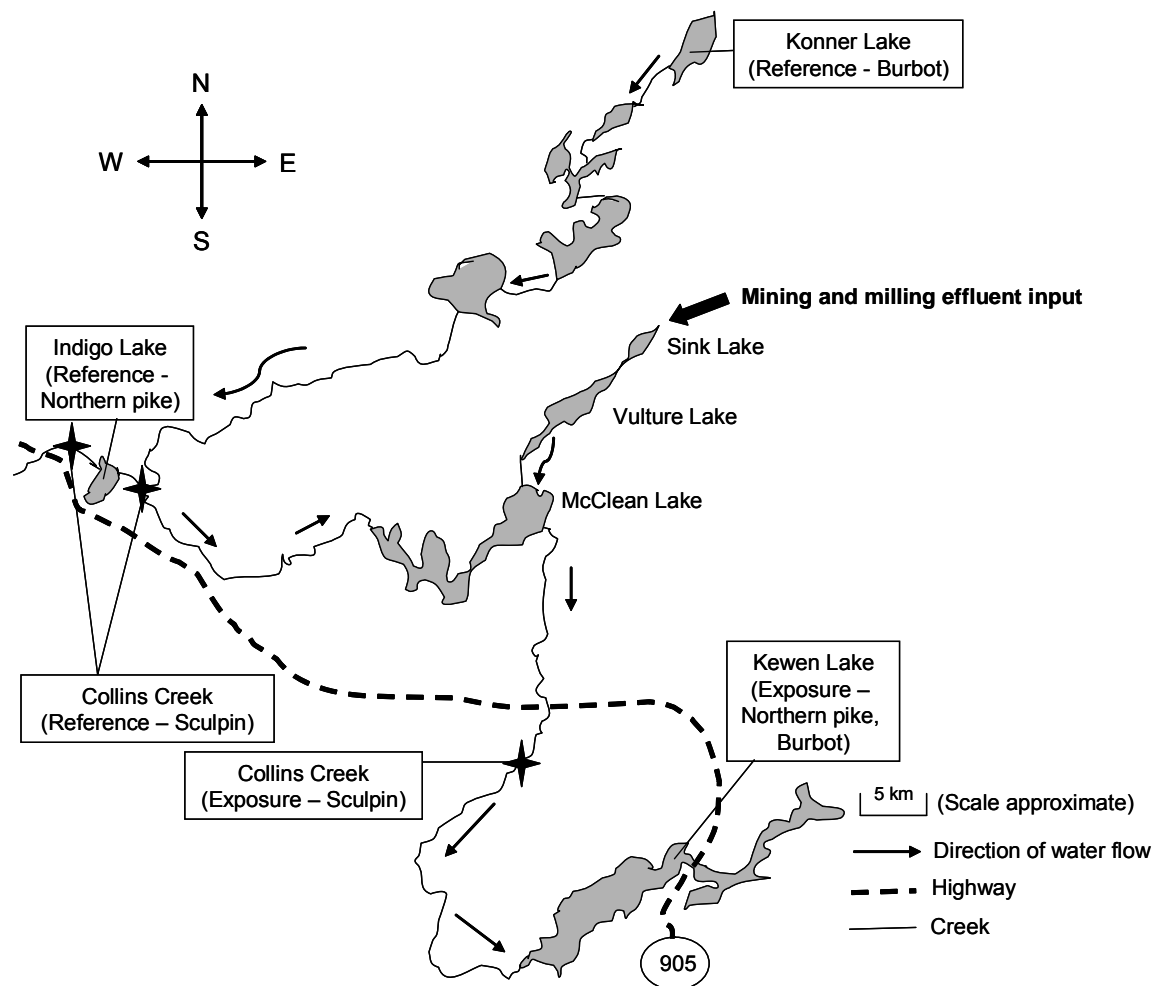 Konner Lake
(Reference - Burbot)
N
W
E
S
Mining and milling effluent input
Sink Lake
Indigo Lake
(Reference -
Northern pike)
Vulture Lake
McClean Lake
Kewen Lake
(Exposure –
Northern pike,
Burbot)
Collins Creek
(Reference – Sculpin)
Collins Creek
(Exposure – Sculpin)
5 km
(Scale approximate)
Direction of water flow
Highway
Creek
905